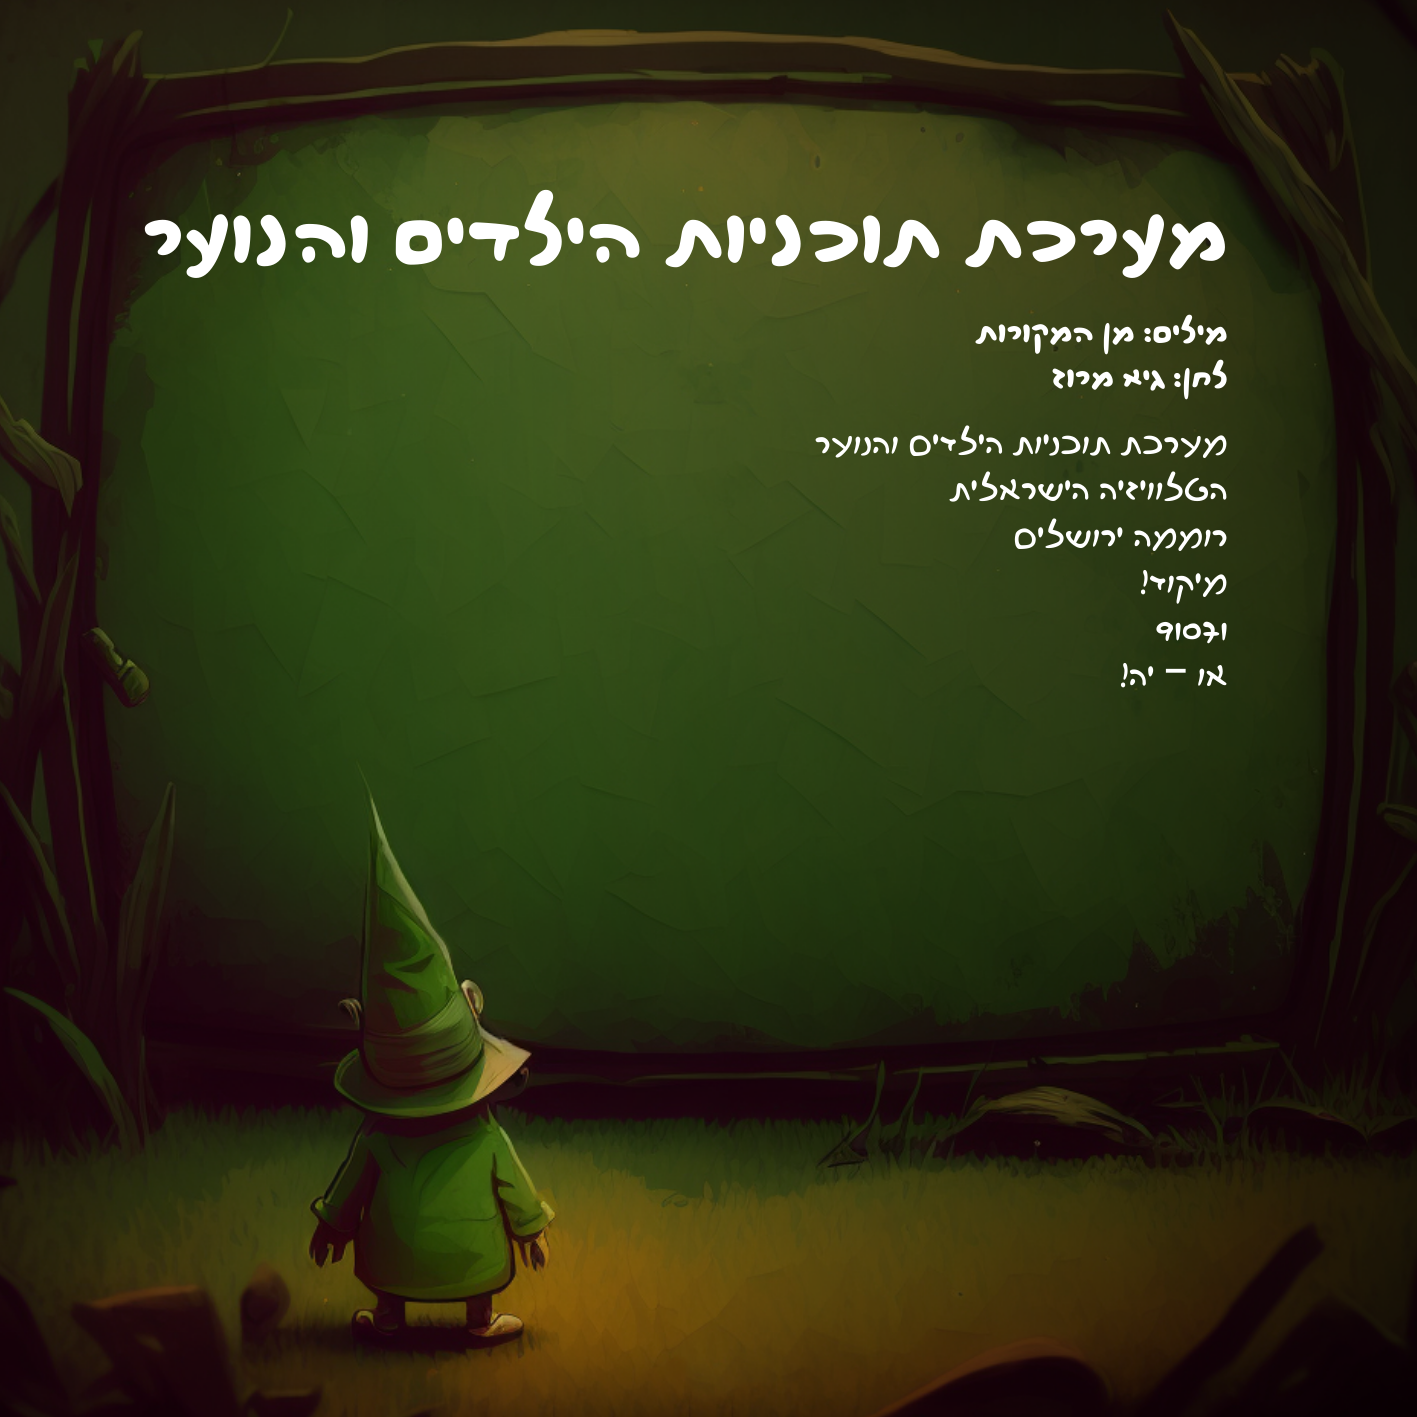 מערכת תוכניות הילדים והנוער
מילים: מן המקורות
לחן: גיא מרוז
מערכת תוכניות הילדים והנוער
הטלוויזיה הישראלית
רוממה ירושלים
מיקוד!
91071
או – יה!